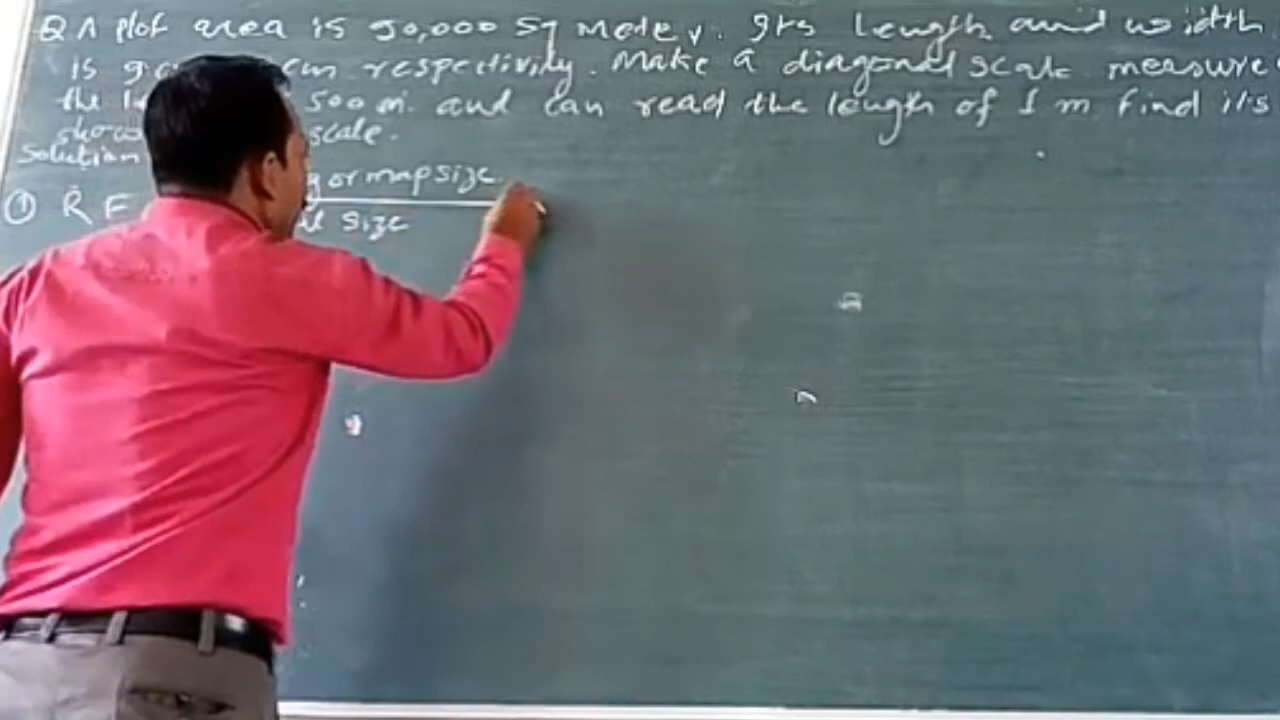 Q A plot area is 90,000 Sq Meter. Its length and width
is respectivily. Make a diagonal scale measure
the 500 m. and can read the length of 1 m. Find its
scale.
Solution
① R F or map size
size